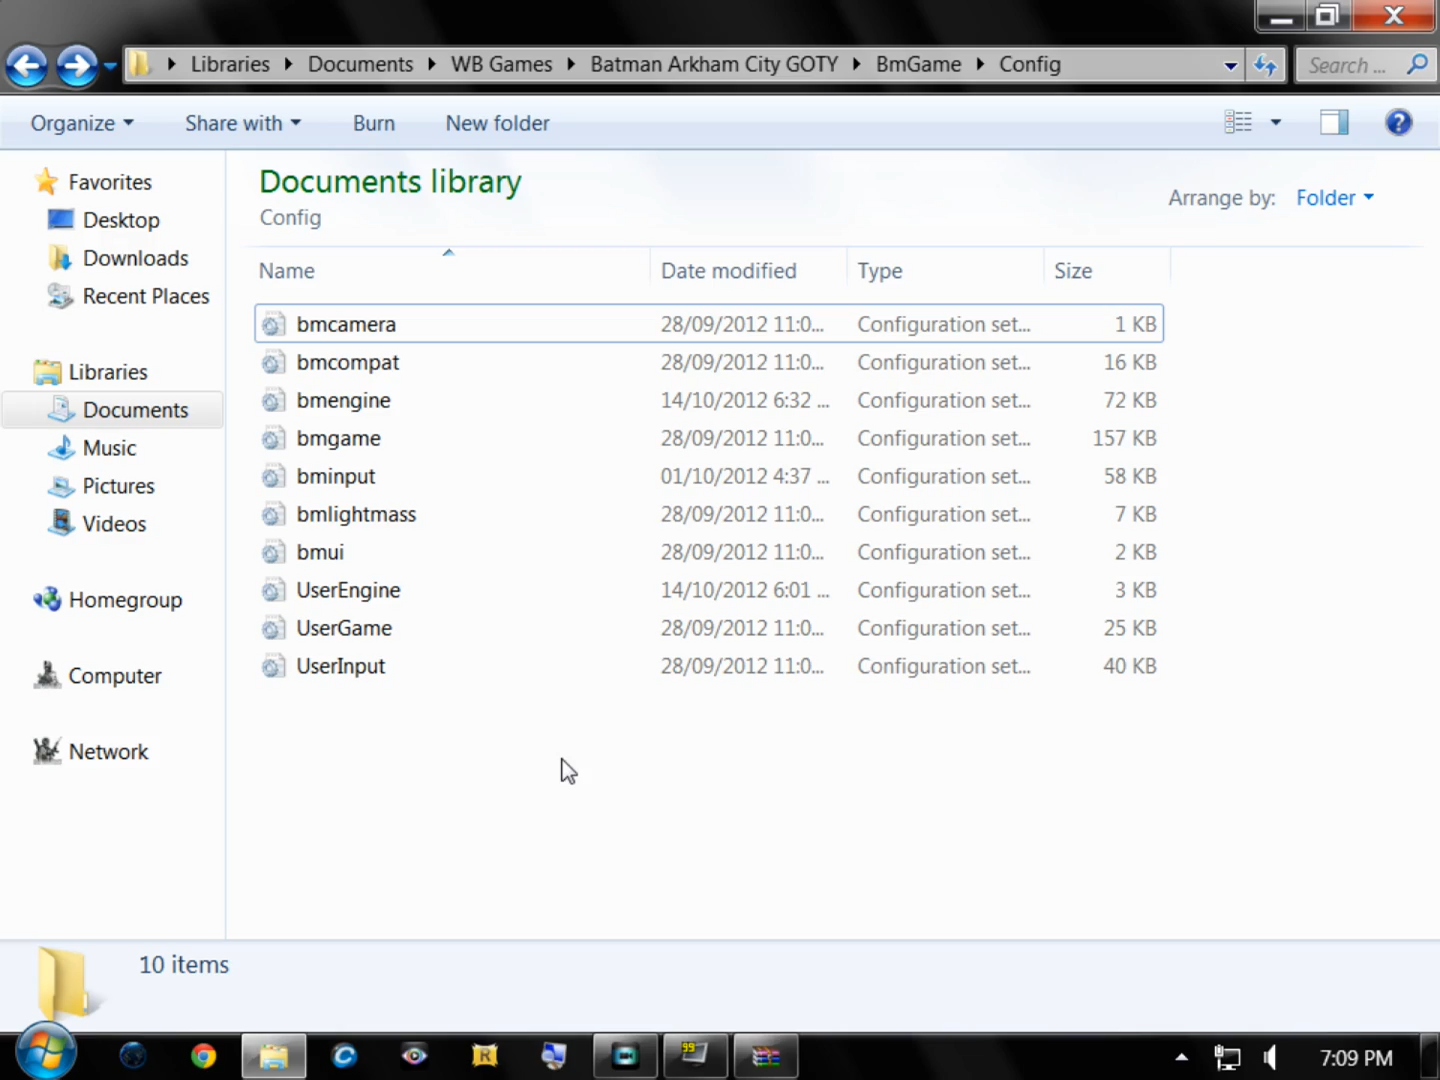 Libraries Documents WB Games Batman Arkham City GOTY BmGame Config Search ...
Organize Share with Burn New folder
Favorites
Desktop
Downloads
Recent Places
Libraries
Documents
Music
Pictures
Videos
Homegroup
Computer
Network
Documents library
Config
Arrange by: Folder
Name Date modified Type Size
bmcamera 28/09/2012 11:0... Configuration set... 1 KB
bmcompat 28/09/2012 11:0... Configuration set... 16 KB
bmengine 14/10/2012 6:32 ... Configuration set... 72 KB
bmgame 28/09/2012 11:0... Configuration set... 157 KB
bminput 01/10/2012 4:37 ... Configuration set... 58 KB
bmlightmass 28/09/2012 11:0... Configuration set... 7 KB
bmui 28/09/2012 11:0... Configuration set... 2 KB
UserEngine 14/10/2012 6:01 ... Configuration set... 3 KB
UserGame 28/09/2012 11:0... Configuration set... 25 KB
UserInput 28/09/2012 11:0... Configuration set... 40 KB
10 items
R 99 7:09 PM